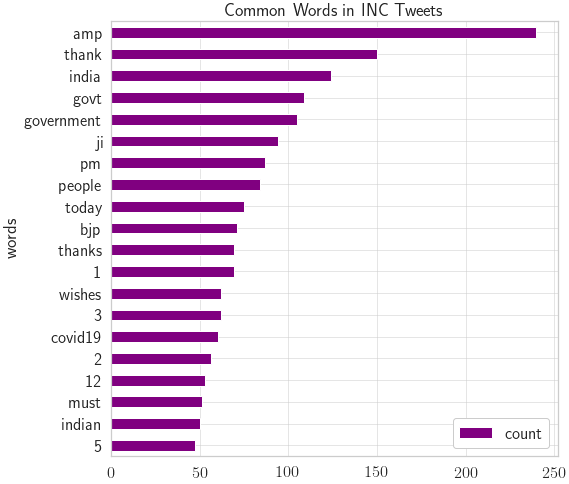 Common Words in INC Tweets
words
amp
thank
india
govt
government
ji
pm
people
today
bjp
thanks
1
wishes
3
covid19
2
12
must
indian
5
count
0 50 100 150 200 250